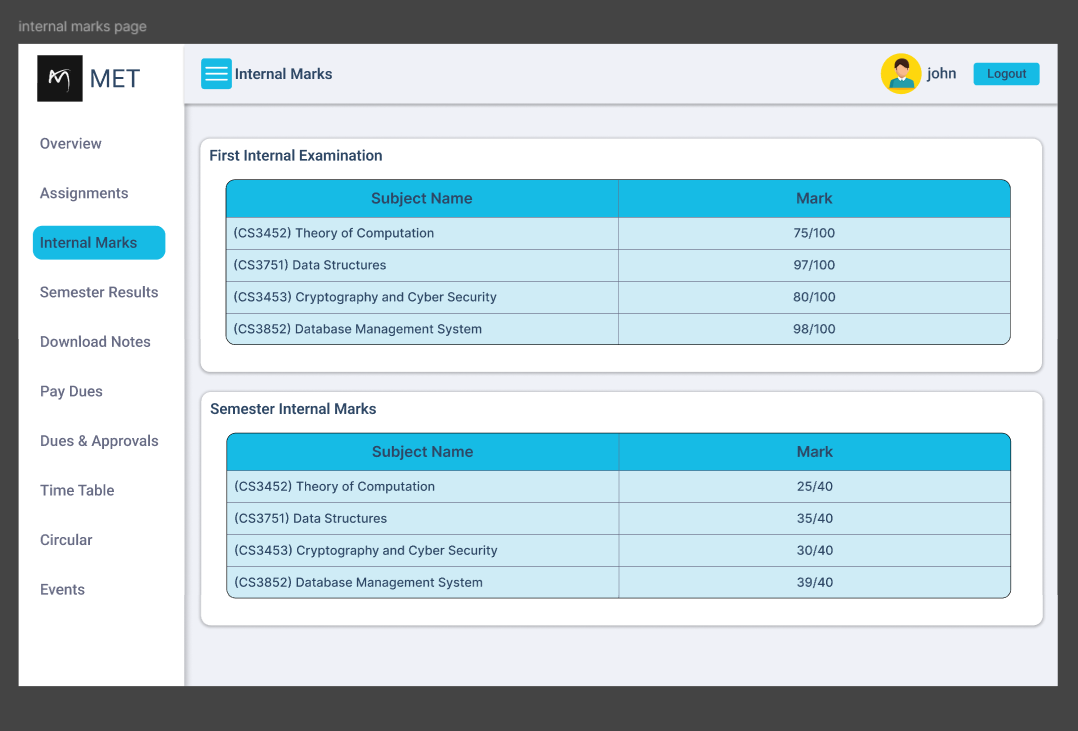 internal marks page
MET
Internal Marks
john
Logout
Overview
Assignments
Internal Marks
Semester Results
Download Notes
Pay Dues
Dues & Approvals
Time Table
Circular
Events
First Internal Examination
Subject Name Mark
(CS3452) Theory of Computation 75/100
(CS3751) Data Structures 97/100
(CS3453) Cryptography and Cyber Security 80/100
(CS3852) Database Management System 98/100
Semester Internal Marks
Subject Name Mark
(CS3452) Theory of Computation 25/40
(CS3751) Data Structures 35/40
(CS3453) Cryptography and Cyber Security 30/40
(CS3852) Database Management System 39/40